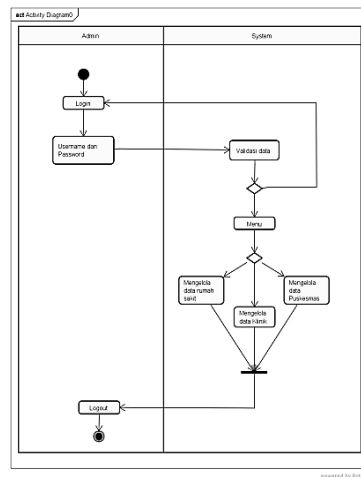 act Activity Diagram0
Admin
System
Login
Username dan
Password
Validasi data
Menu
Mengelola
data rumah
sakit
Mengelola
data Klinik
Mengelola
data
Puskesmas
Logout